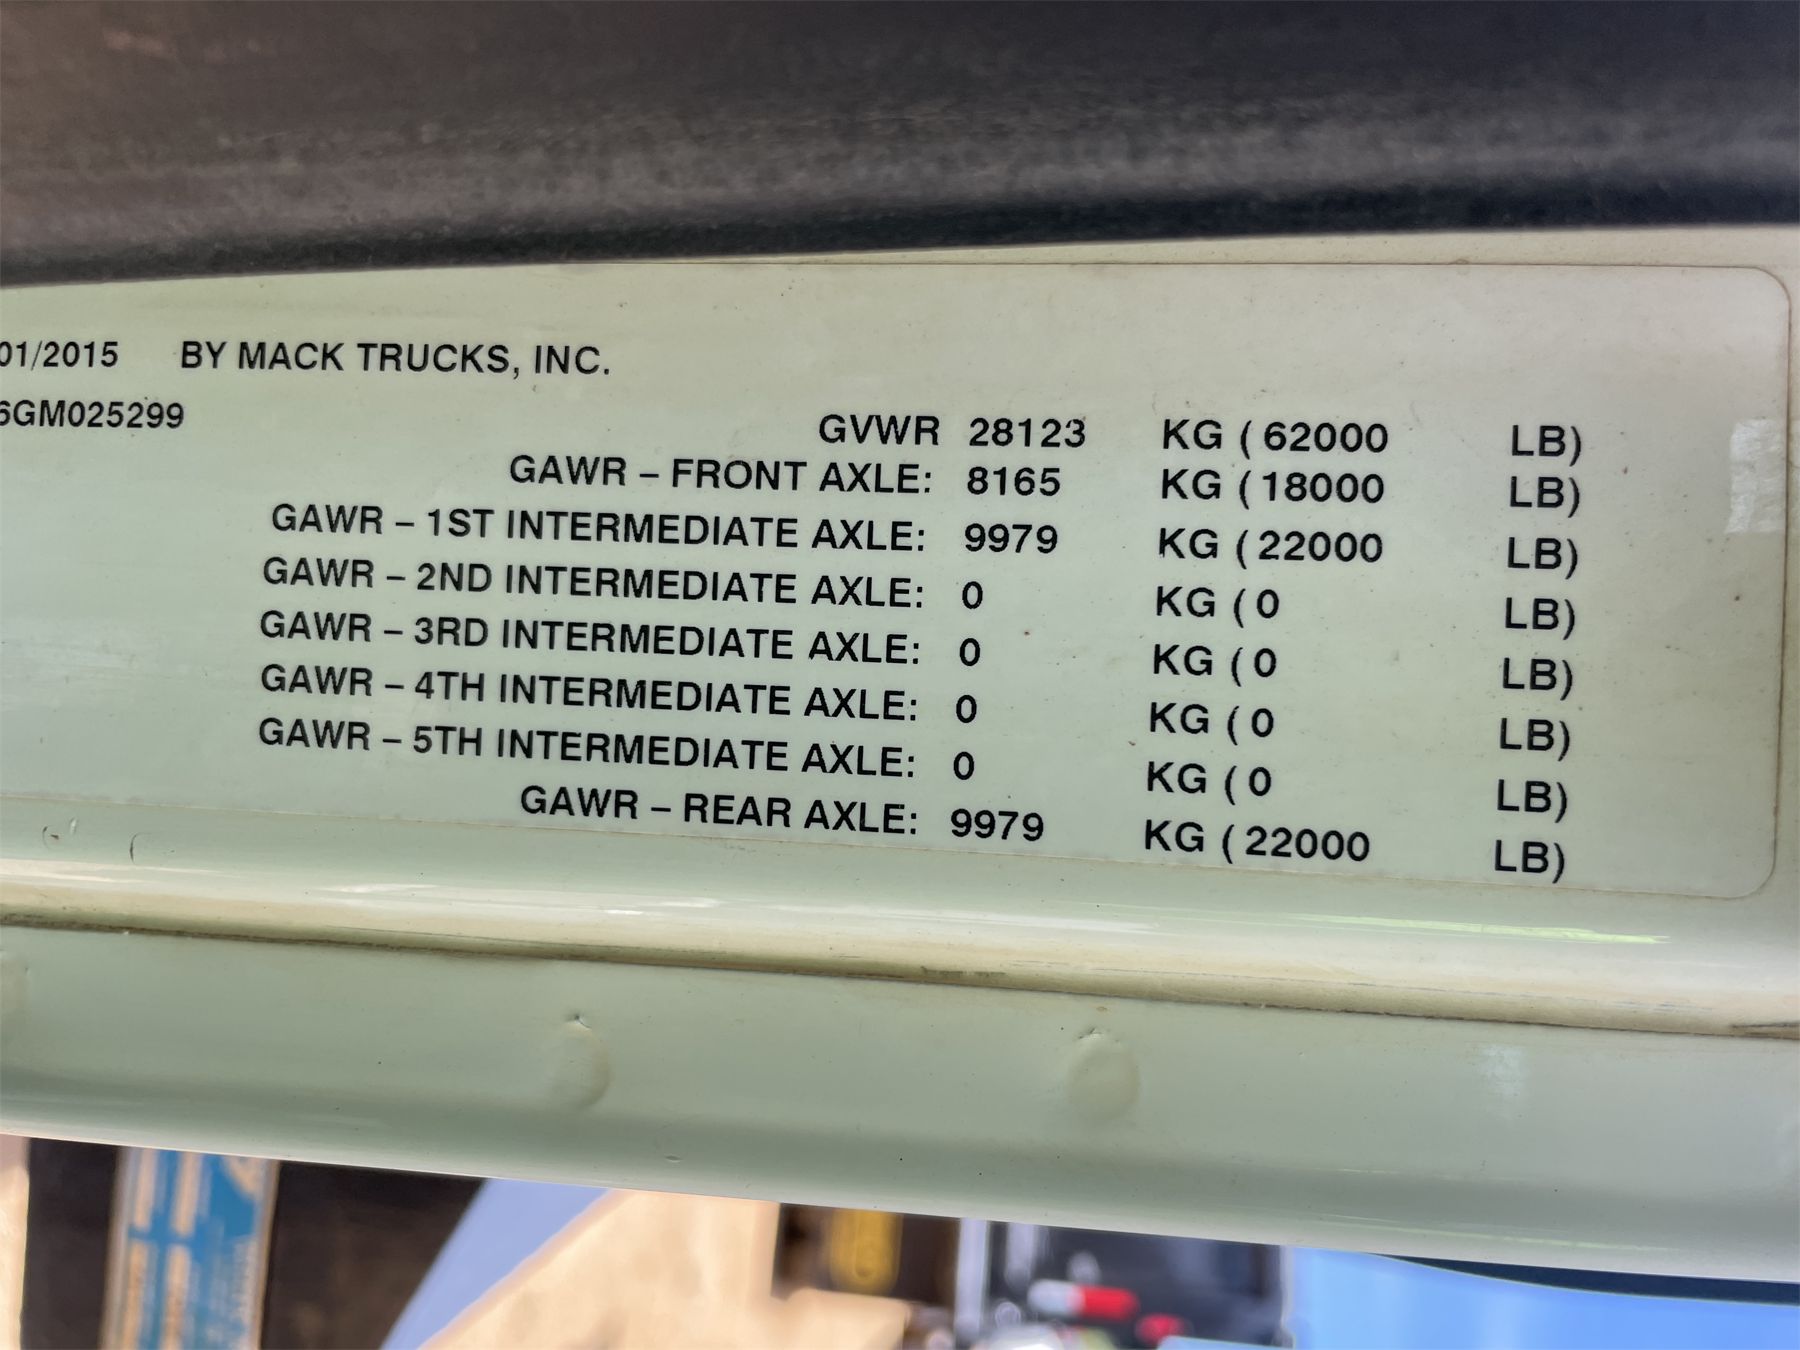 01/2015 BY MACK TRUCKS, INC.
6GM025299
GVWR 28123 KG ( 62000 LB)
GAWR – FRONT AXLE: 8165 KG ( 18000 LB)
GAWR – 1ST INTERMEDIATE AXLE: 9979 KG ( 22000 LB)
GAWR – 2ND INTERMEDIATE AXLE: 0 KG ( 0 LB)
GAWR – 3RD INTERMEDIATE AXLE: 0 KG ( 0 LB)
GAWR – 4TH INTERMEDIATE AXLE: 0 KG ( 0 LB)
GAWR – 5TH INTERMEDIATE AXLE: 0 KG ( 0 LB)
GAWR – REAR AXLE: 9979 KG ( 22000 LB)